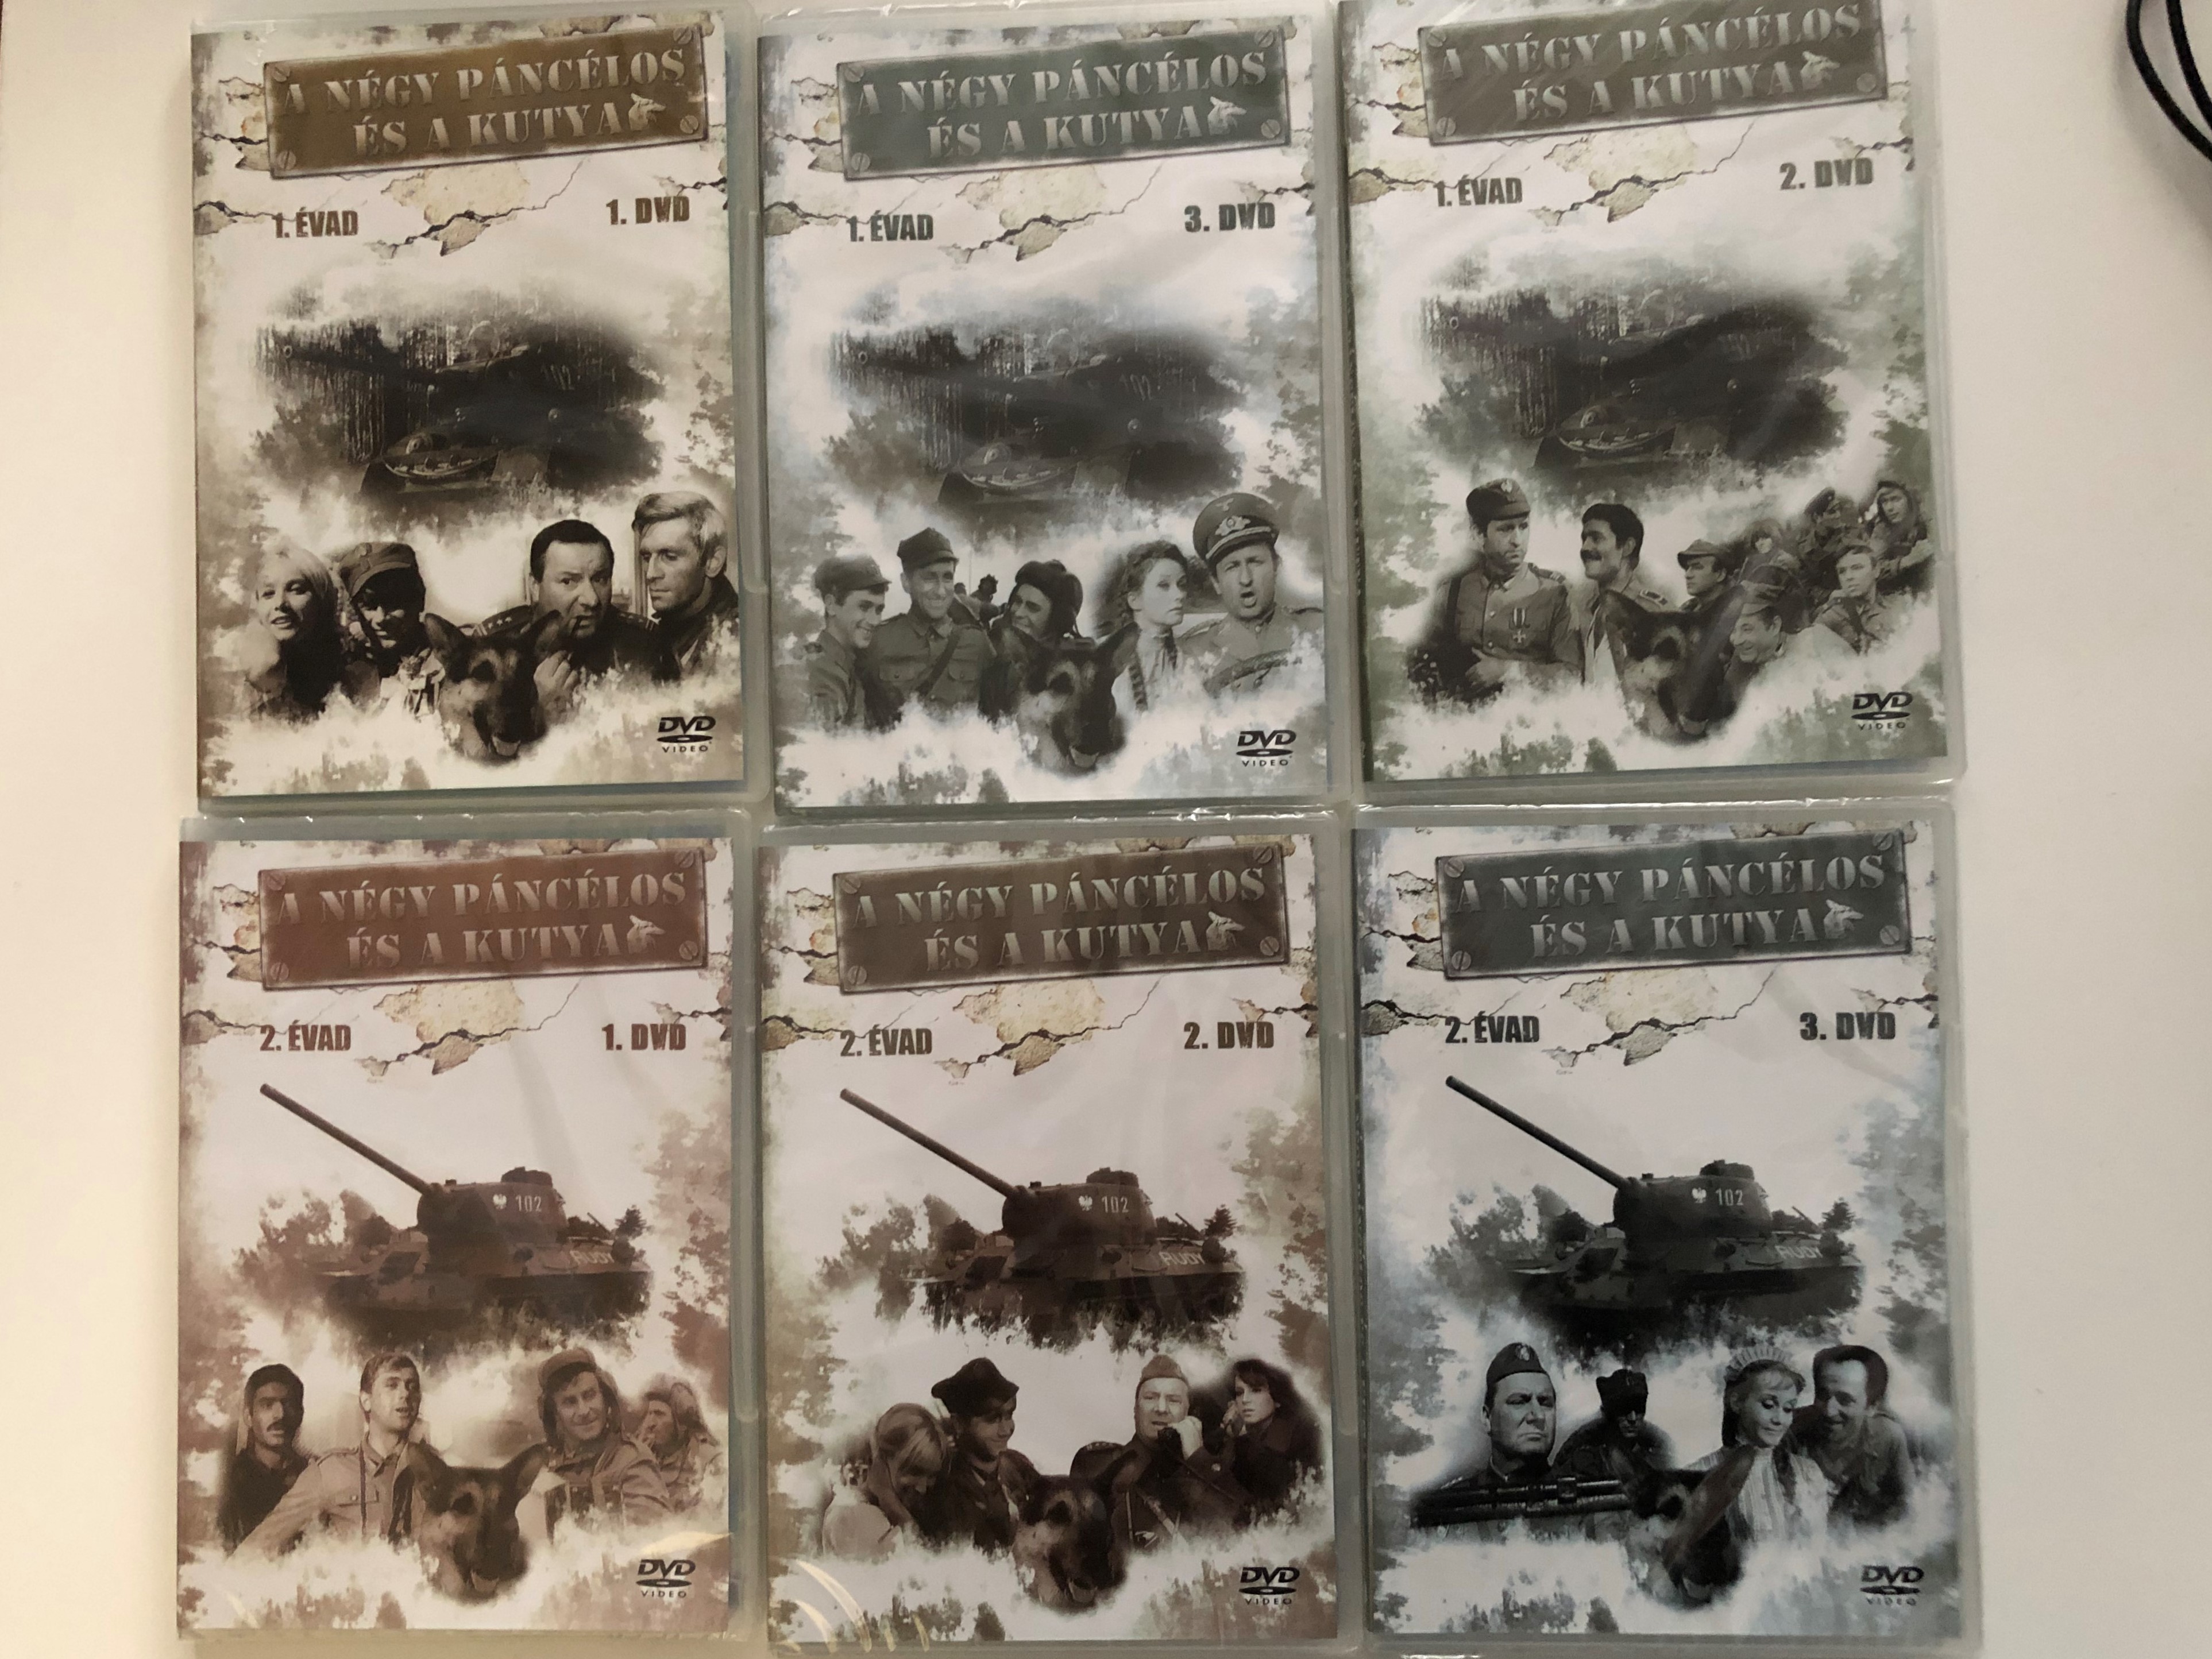 A NÉGY PÁNCÉLOS
ÉS A KUTYA
1. ÉVAD
1. DVD
102
DVD
VIDEO
A NÉGY PÁNCÉLOS
ÉS A KUTYA
1. ÉVAD
3. DVD
102
DVD
VIDEO
A NÉGY PÁNCÉLOS
ÉS A KUTYA
1. ÉVAD
2. DVD
102
DVD
VIDEO
A NÉGY PÁNCÉLOS
ÉS A KUTYA
2. ÉVAD
1. DVD
102
RUDY
DVD
VIDEO
A NÉGY PÁNCÉLOS
ÉS A KUTYA
2. ÉVAD
2. DVD
102
RUDY
DVD
VIDEO
A NÉGY PÁNCÉLOS
ÉS A KUTYA
2. ÉVAD
3. DVD
102
RUDY
DVD
VIDEO